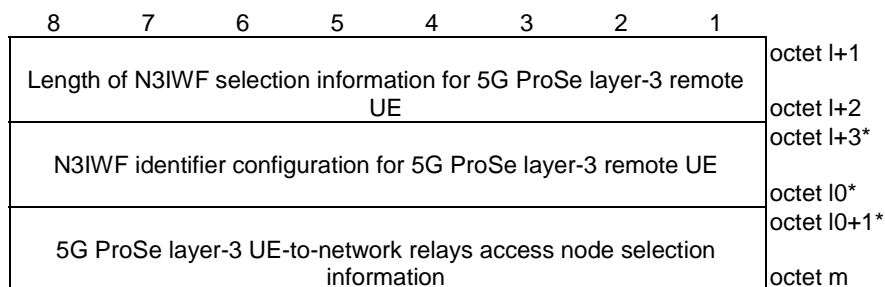 8 7 6 5 4 3 2 1
octet l+1
Length of N3IWF selection information for 5G ProSe layer-3 remote
UE
octet l+2
octet l+3*
N3IWF identifier configuration for 5G ProSe layer-3 remote UE
octet l0*
octet l0+1*
5G ProSe layer-3 UE-to-network relays access node selection
information
octet m